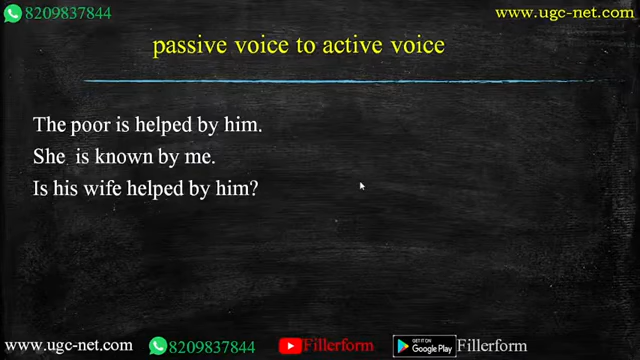 8209837844 www.ugc-net.com
passive voice to active voice
The poor is helped by him.
She is known by me.
Is his wife helped by him?
www.ugc-net.com 8209837844 Fillerform GET IT ON Google Play Fillerform